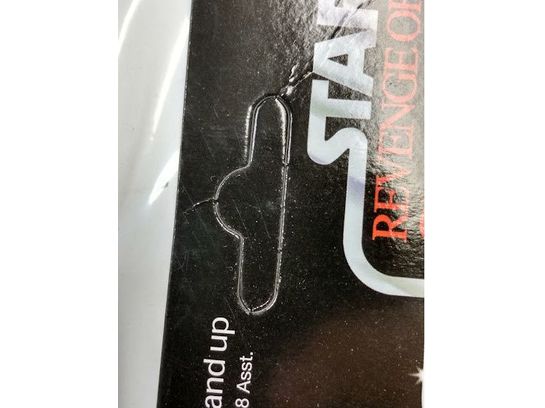 STAR
REVENGE OF
and up
8 Asst.